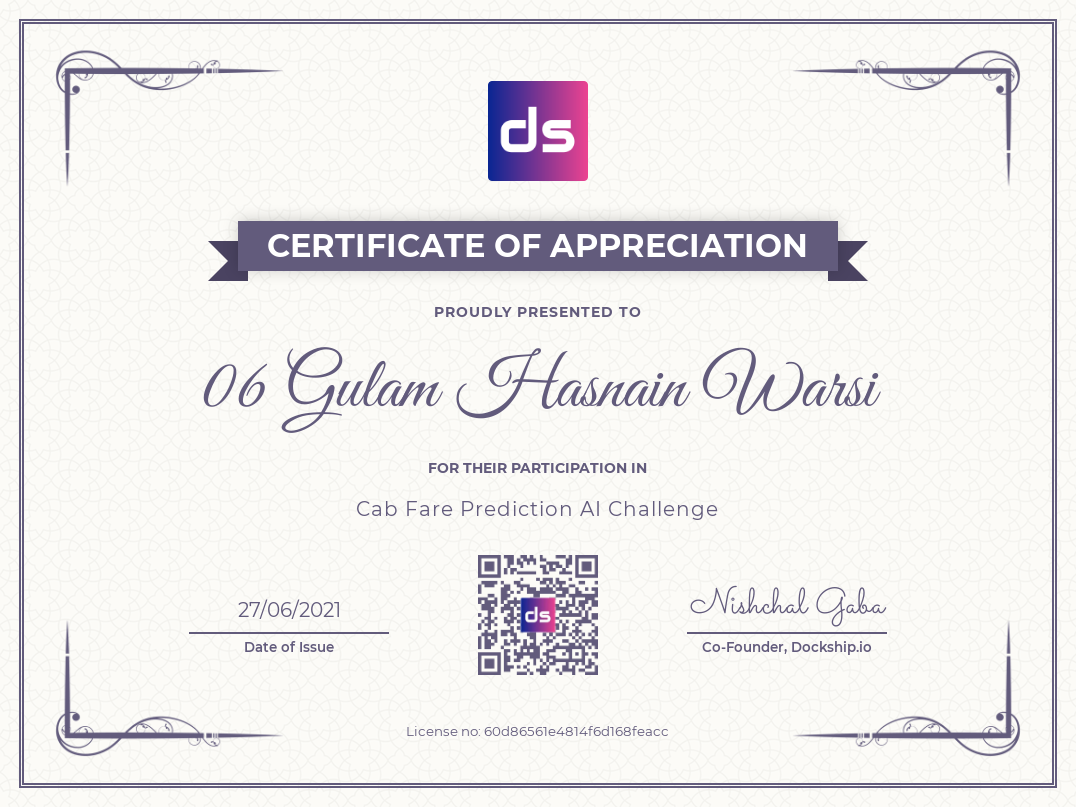 ds
CERTIFICATE OF APPRECIATION
PROUDLY PRESENTED TO
06 Gulam Hasnain Warsi
FOR THEIR PARTICIPATION IN
Cab Fare Prediction AI Challenge
ds
27/06/2021
Date of Issue
Nishchal Gaba
Co-Founder, Dockship.io
License no: 60d86561e4814f6d168feacc